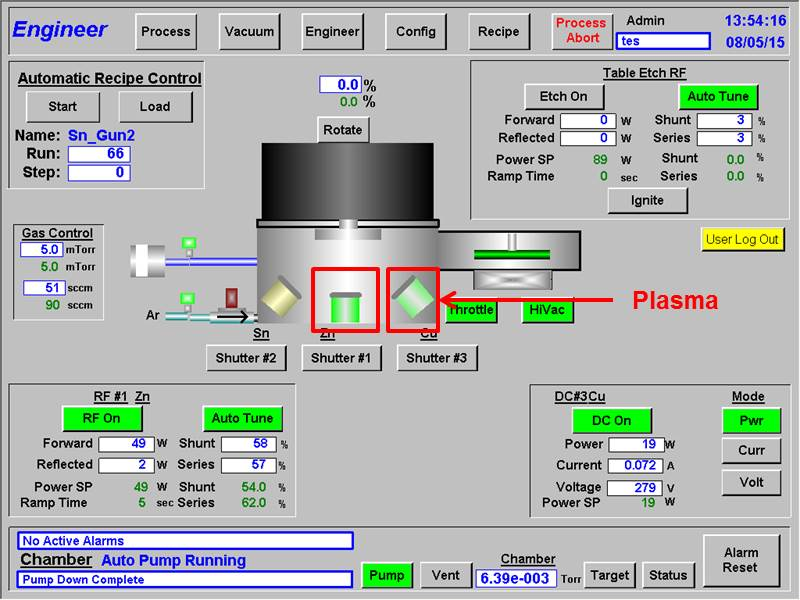 Engineer
Process
Vacuum
Engineer
Config
Recipe
Process Abort
Admin
tes
13:54:16
08/05/15
Automatic Recipe Control
Start
Load
Name: Sn_Gun2
Run: 66
Step: 0
0.0 %
0.0 %
Rotate
Table Etch RF
Etch On
Auto Tune
Forward 0 W Shunt 3 %
Reflected 0 W Series 3 %
Power SP 89 W Shunt 0.0 %
Ramp Time 0 sec Series 0.0 %
Ignite
Gas Control
5.0 mTorr
5.0 mTorr
51 sccm
90 sccm
User Log Out
Ar
Sn
Zn
Cu
Throttle
HiVac
Plasma
Shutter #2
Shutter #1
Shutter #3
RF #1 Zn
RF On
Auto Tune
Forward 49 W Shunt 58 %
Reflected 2 W Series 57 %
Power SP 49 W Shunt 54.0 %
Ramp Time 5 sec Series 62.0 %
DC#3Cu
Mode
DC On
Pwr
Power 19 W
Curr
Current 0.072 A
Voltage 279 V
Volt
Power SP 19 W
No Active Alarms
Chamber Auto Pump Running
Pump Down Complete
Pump
Vent
Chamber
6.39e-003 Torr
Target
Status
Alarm Reset